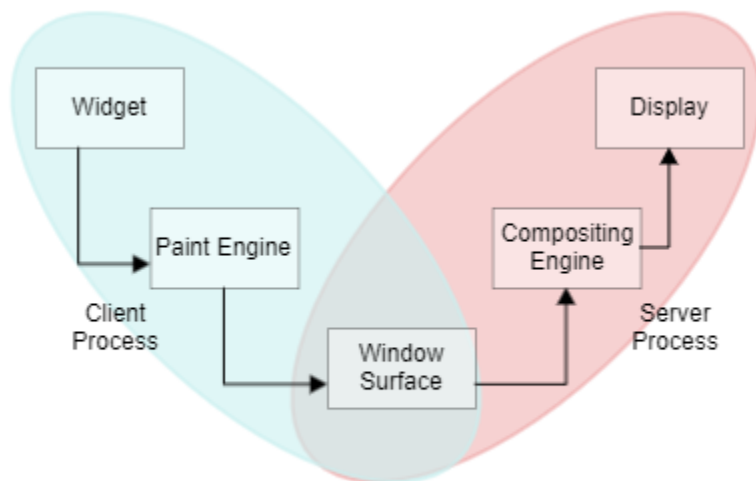 Widget
Display
Paint Engine
Compositing
Engine
Client
Process
Server
Process
Window
Surface